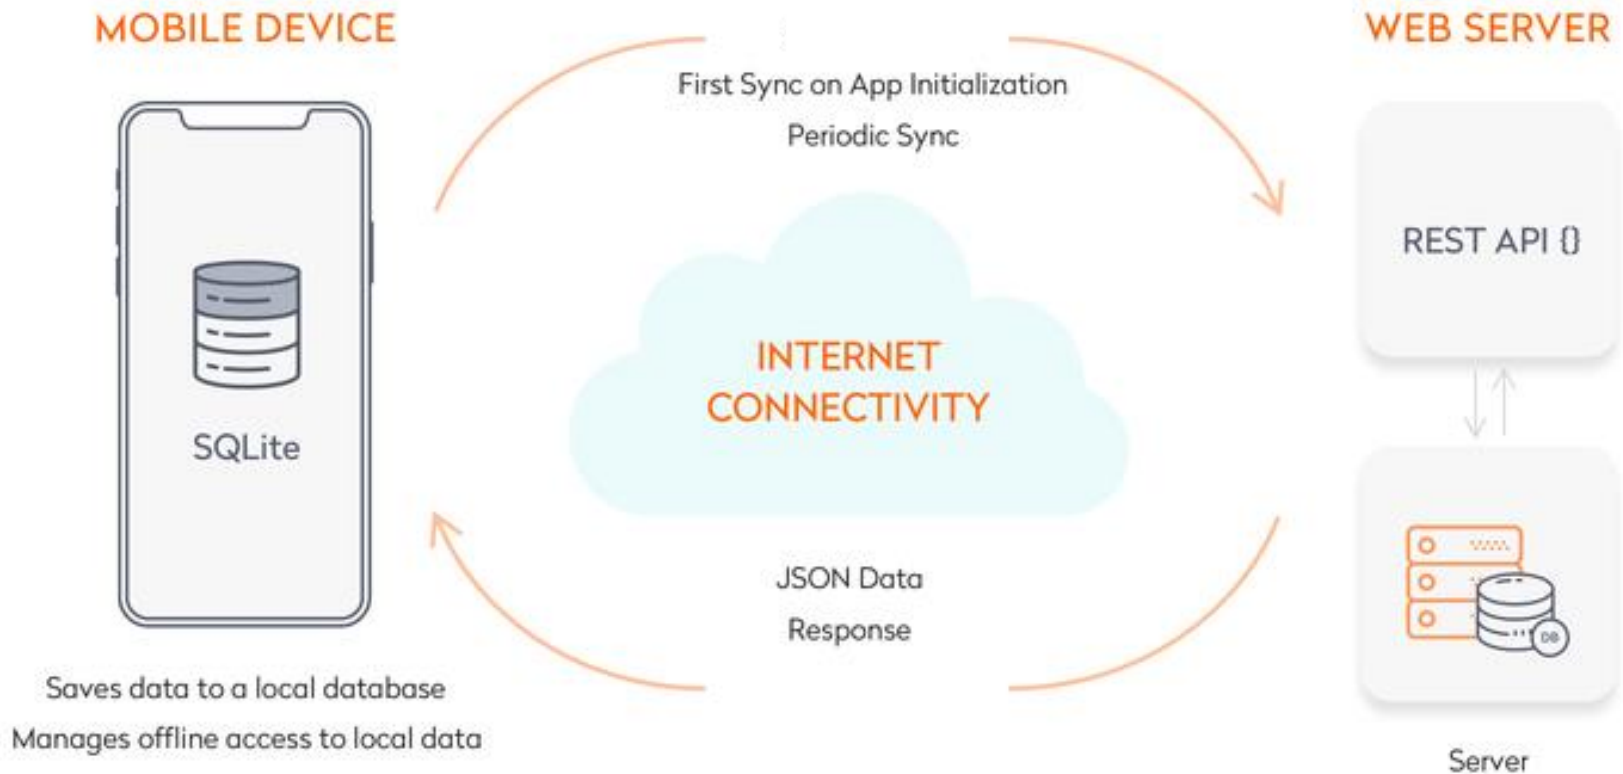 MOBILE DEVICE
WEB SERVER
First Sync on App Initialization
Periodic Sync
REST API {}
INTERNET
CONNECTIVITY
SQLite
JSON Data
Response
DB
Saves data to a local database
Manages offline access to local data
Server